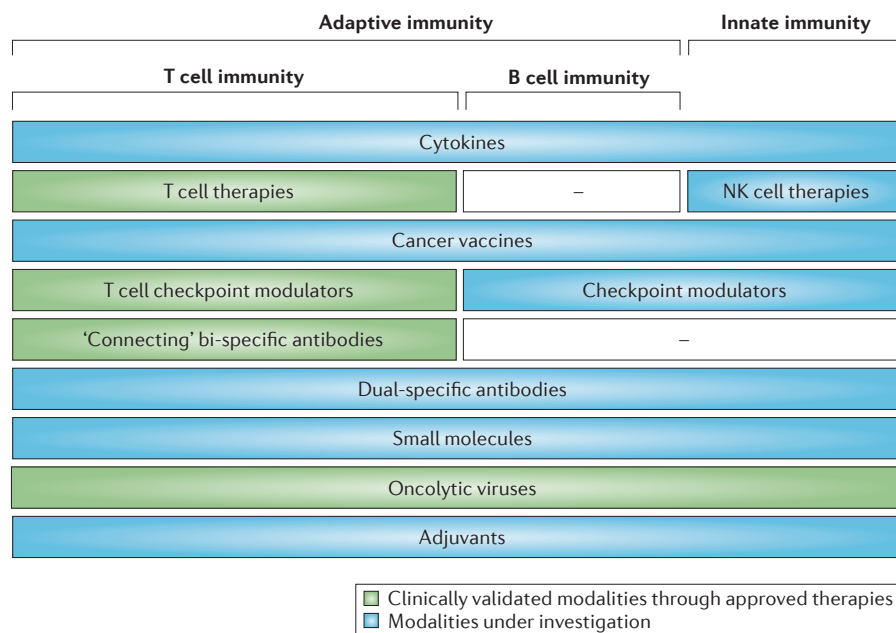 Adaptive immunity Innate immunity
T cell immunity B cell immunity
Cytokines
T cell therapies – NK cell therapies
Cancer vaccines
T cell checkpoint modulators Checkpoint modulators
‘Connecting’ bi-specific antibodies –
Dual-specific antibodies
Small molecules
Oncolytic viruses
Adjuvants
Clinically validated modalities through approved therapies
Modalities under investigation